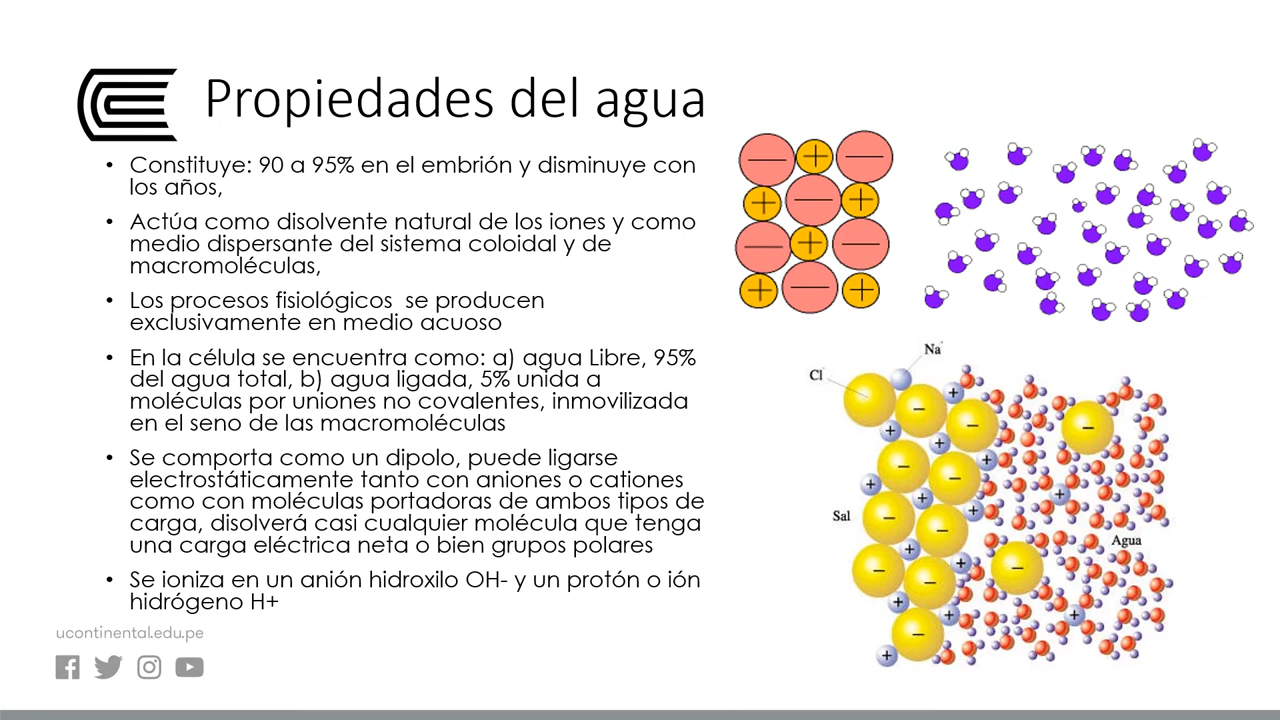 Propiedades del agua
• Constituye: 90 a 95% en el embrión y disminuye con
los años,
• Actúa como disolvente natural de los iones y como
medio dispersante del sistema coloidal y de
macromoléculas,
• Los procesos fisiológicos  se producen
exclusivamente en medio acuoso
• En la célula se encuentra como: a) agua Libre, 95%
del agua total, b) agua ligada, 5% unida a
moléculas por uniones no covalentes, inmovilizada
en el seno de las macromoléculas
• Se comporta como un dipolo, puede ligarse
electrostáticamente tanto con aniones o cationes
como con moléculas portadoras de ambos tipos de
carga, disolverá casi cualquier molécula que tenga
una carga eléctrica neta o bien grupos polares
• Se ioniza en un anión hidroxilo OH- y un protón o ión
hidrógeno H+
Na+
Cl-
Sal
Agua
ucontinental.edu.pe